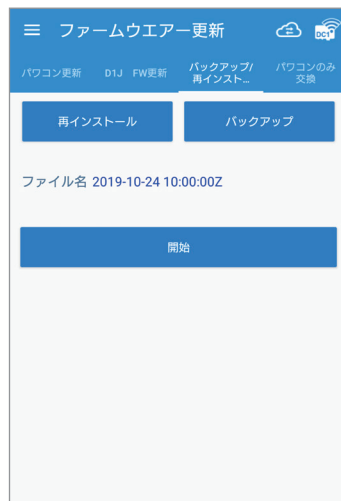 ファームウエアー更新
DC1
パワコン更新
D1J FW更新
バックアップ/
再インスト...
パワコンのみ
交換
再インストール
バックアップ
ファイル名 2019-10-24 10:00:00Z
開始